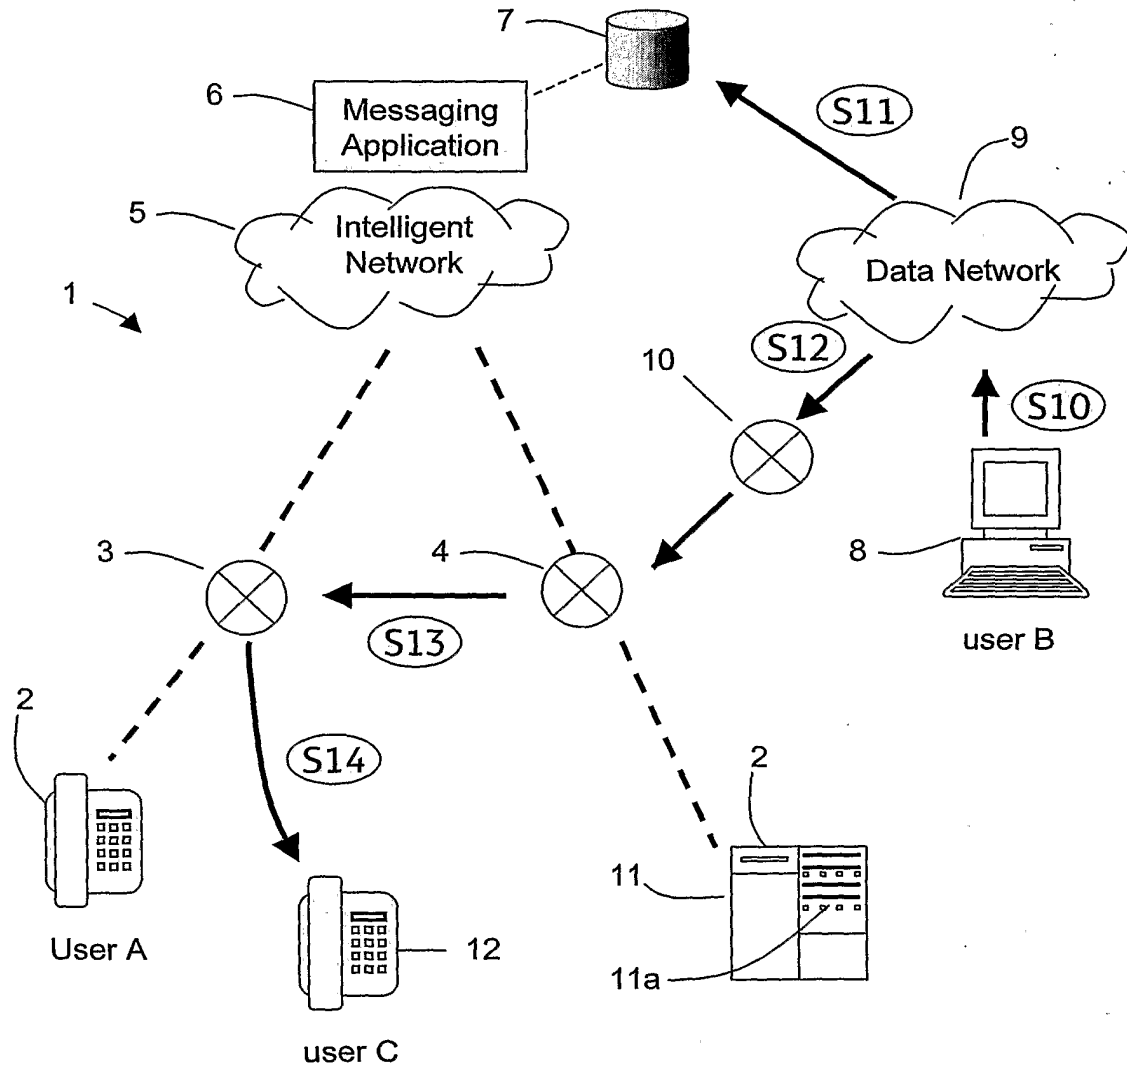 7
6
Messaging
Application
S11
9
5
Intelligent
Network
Data Network
1
S12
10
S10
3
4
8
S13
user B
2
S14
2
11
User A
12
11a
user C